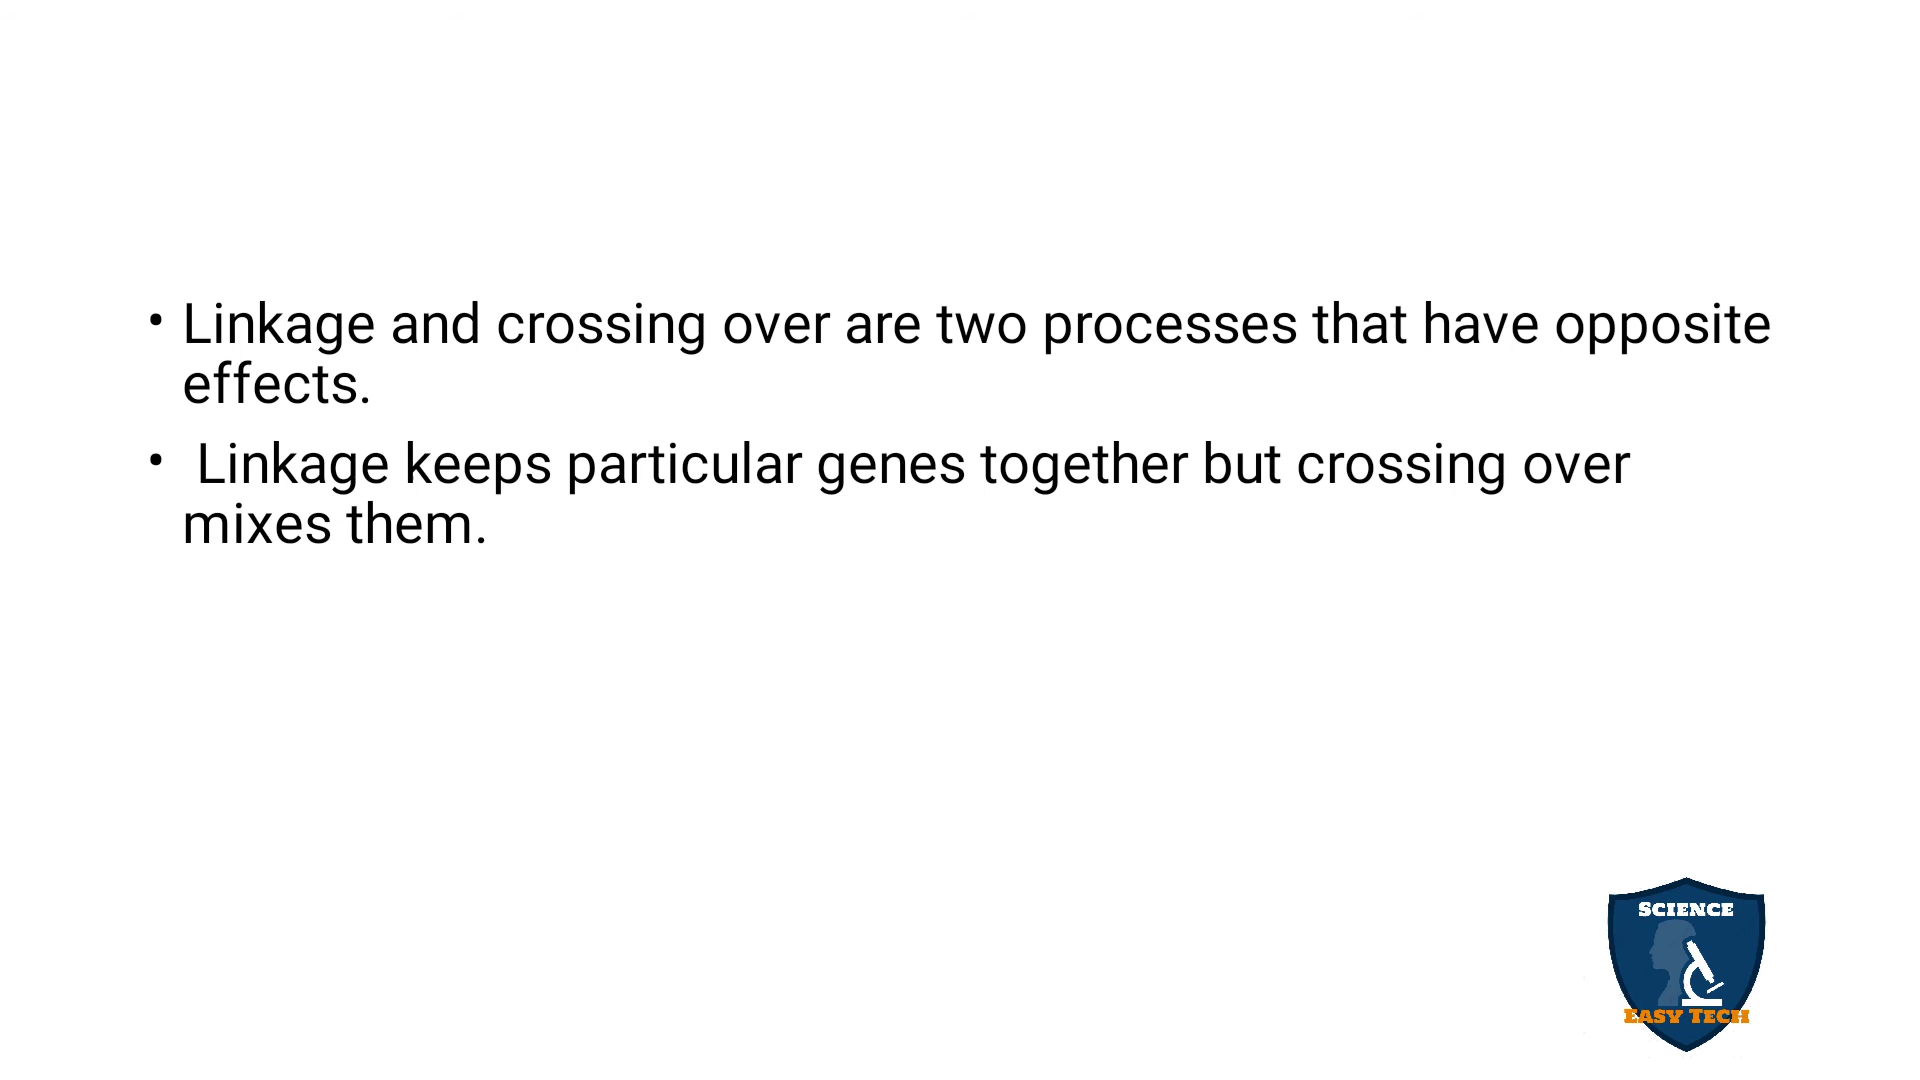 • Linkage and crossing over are two processes that have opposite
effects.
• Linkage keeps particular genes together but crossing over
mixes them.
SCIENCE
EASY TECH